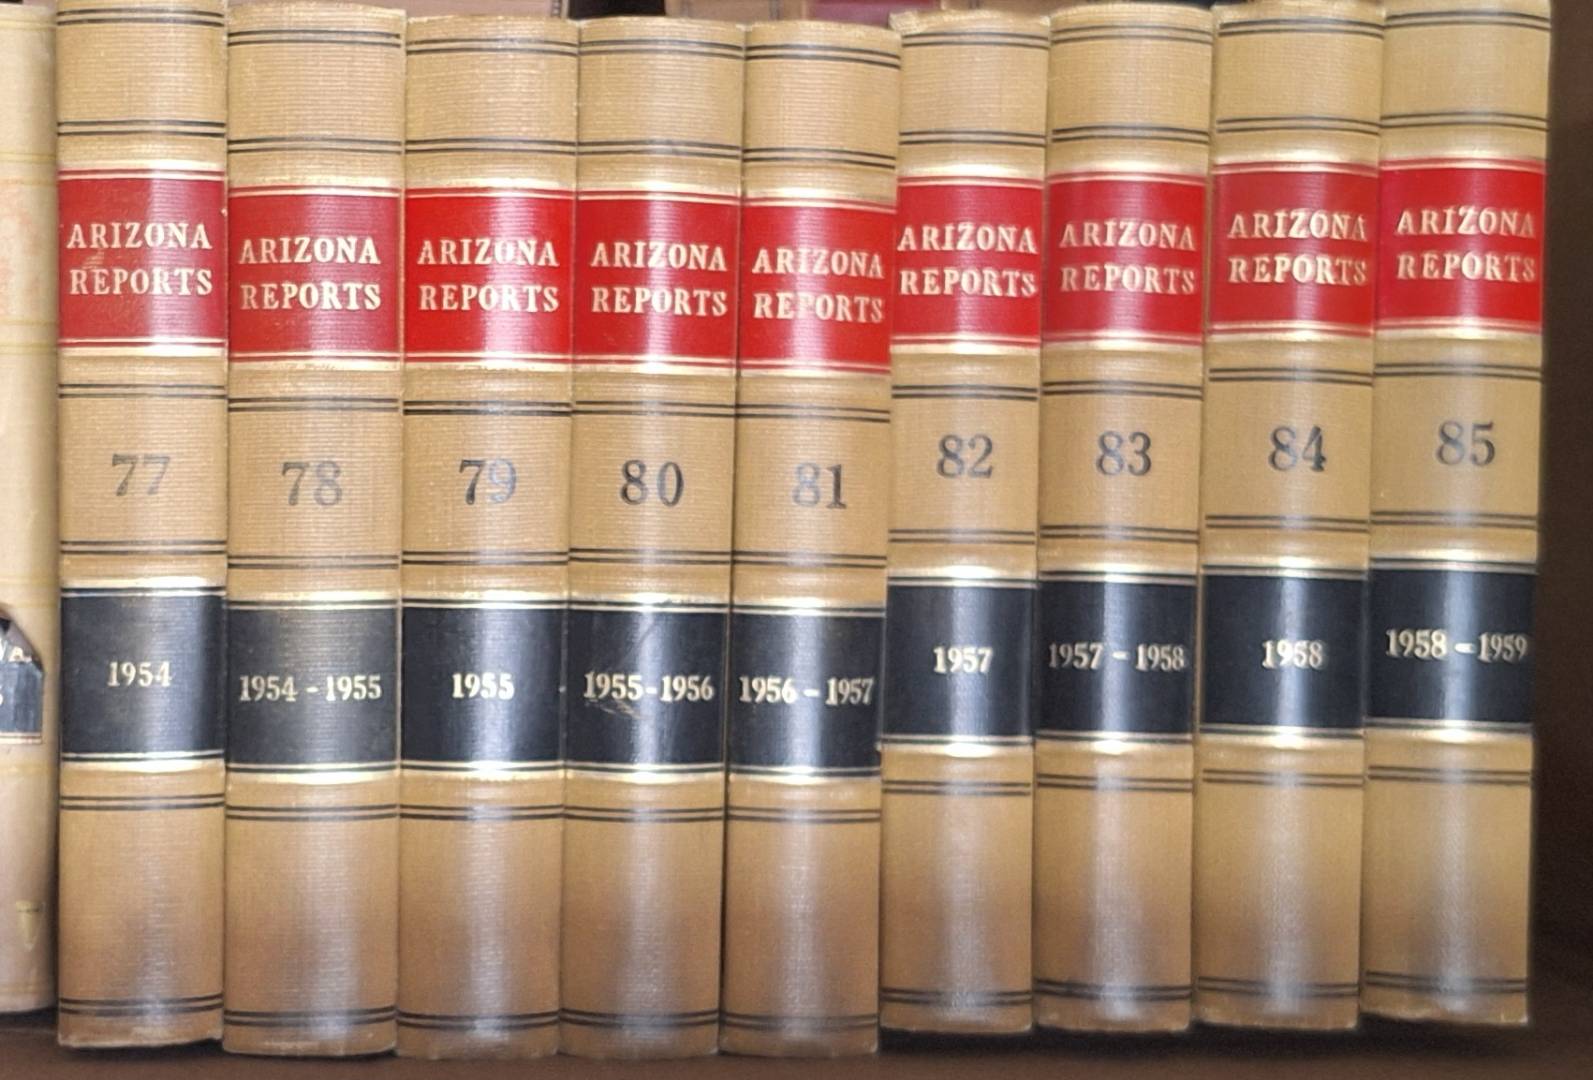 ARIZONA
REPORTS
77
1954
ARIZONA
REPORTS
78
1954 - 1955
ARIZONA
REPORTS
79
1955
ARIZONA
REPORTS
80
1955-1956
ARIZONA
REPORTS
81
1956 - 1957
ARIZONA
REPORTS
82
1957
ARIZONA
REPORTS
83
1957 - 1958
ARIZONA
REPORTS
84
1958
ARIZONA
REPORTS
85
1958 - 1959